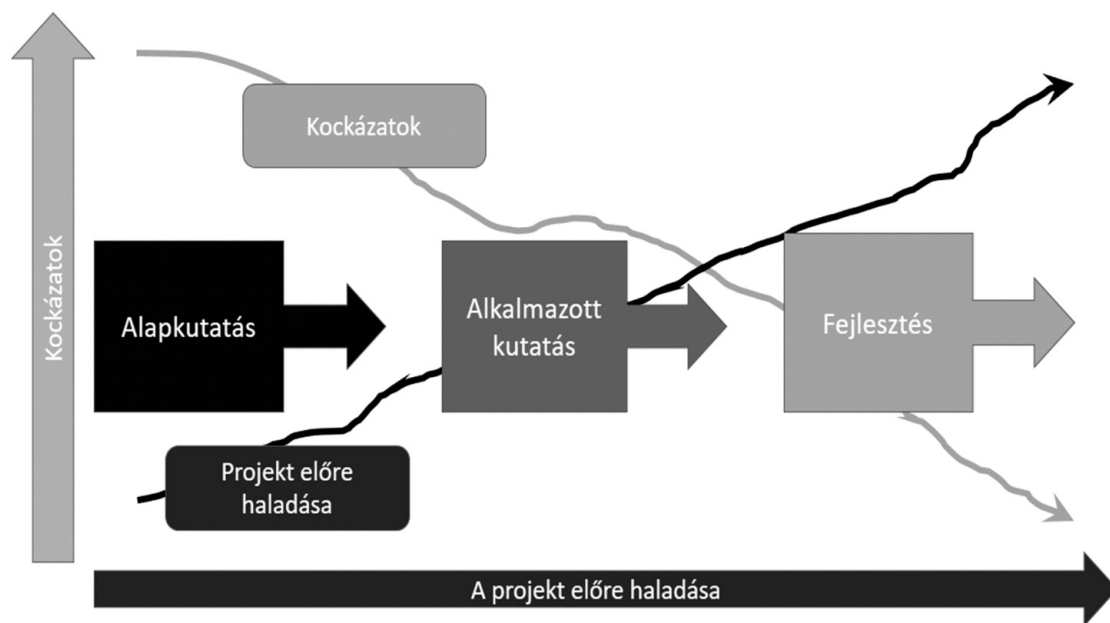 Kockázatok
Kockázatok
Alapkutatás
Alkalmazott
kutatás
Fejlesztés
Projekt előre
haladása
A projekt előre haladása